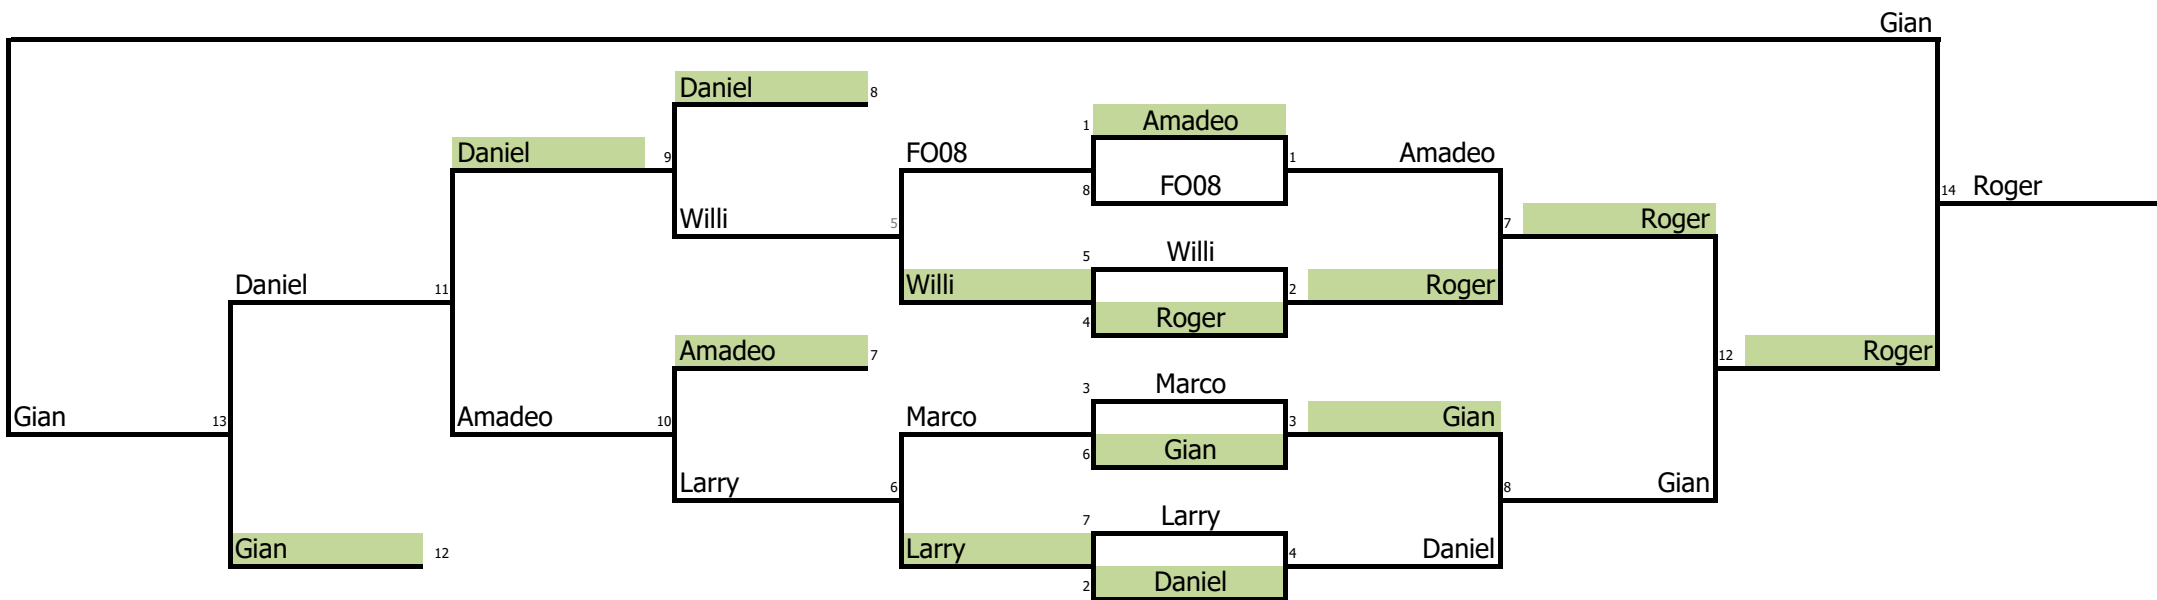 Gian
Daniel 8
1 Amadeo
Daniel 9 FO08 1 Amadeo
8 FO08 14 Roger
Willi 5 7 Roger
5 Willi
Daniel 11 Willi 2 Roger
4 Roger
Amadeo 7 12 Roger
3 Marco
Gian 13 Amadeo 10 Marco 3 Gian
6 Gian
Larry 6 8 Gian
7 Larry
Gian 12 Larry 4 Daniel
2 Daniel